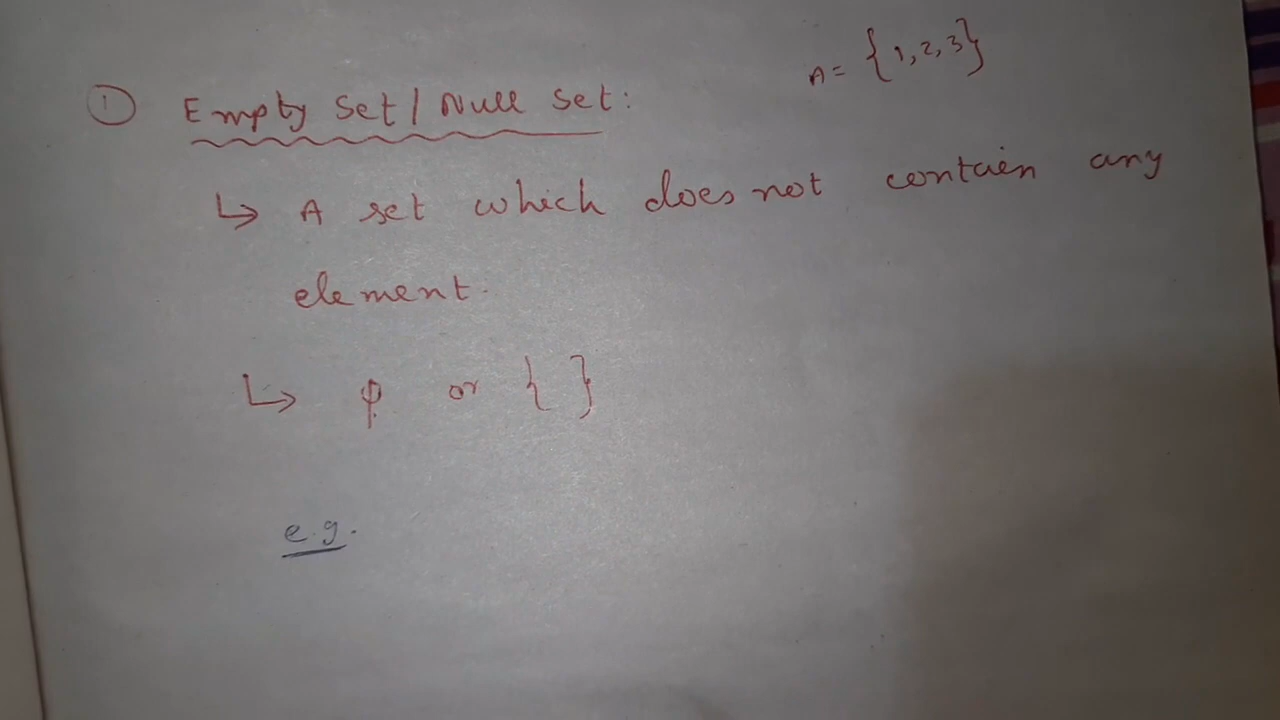 A = {1, 2, 3}
① Empty Set / Null Set:
↳ A set which does not contain any
element.
↳ φ or { }
e.g.